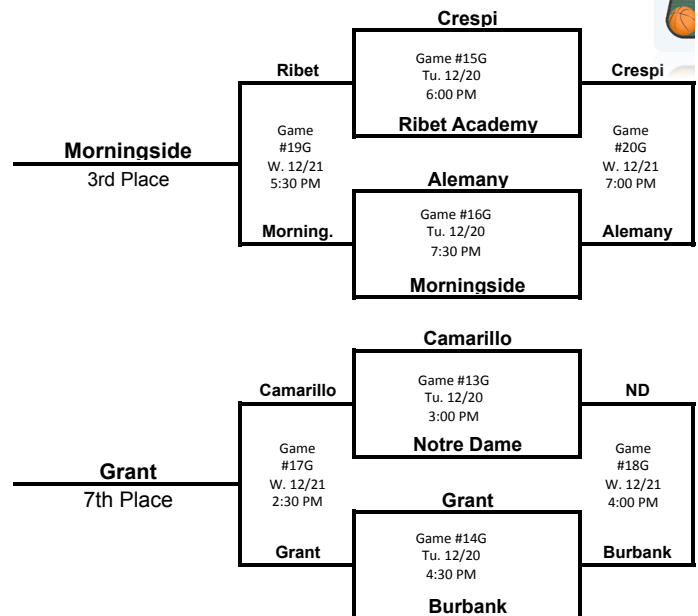 Crespi
Game #15G
Tu. 12/20
6:00 PM
Ribet
Crespi
Ribet Academy
Game
#19G
W. 12/21
5:30 PM
Game
#20G
W. 12/21
7:00 PM
Morningside
3rd Place
Alemany
Game #16G
Tu. 12/20
7:30 PM
Morning.
Alemany
Morningside
Camarillo
Game #13G
Tu. 12/20
3:00 PM
Camarillo
ND
Notre Dame
Game
#17G
W. 12/21
2:30 PM
Game
#18G
W. 12/21
4:00 PM
Grant
7th Place
Grant
Game #14G
Tu. 12/20
4:30 PM
Grant
Burbank
Burbank